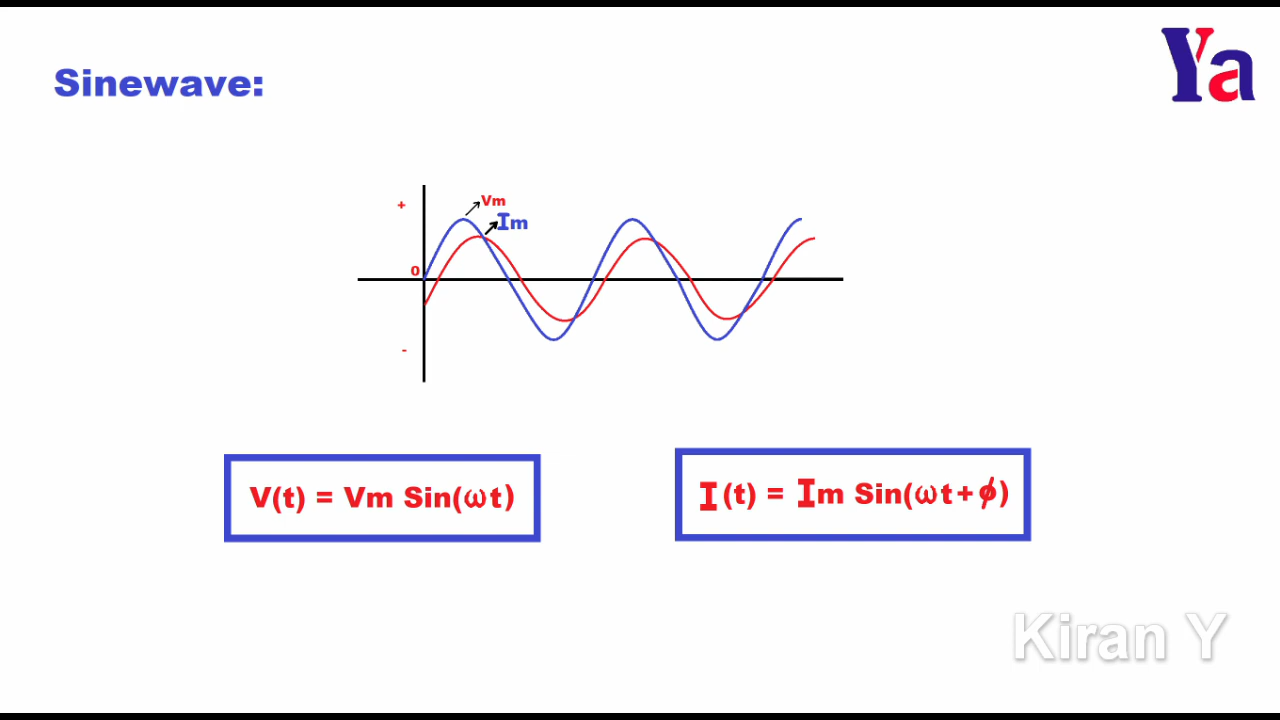 Ya
Sinewave:
+
Vm
Im
0
-
V(t) = Vm Sin(ωt)
I(t) = Im Sin(ωt+ϕ)
Kiran Y